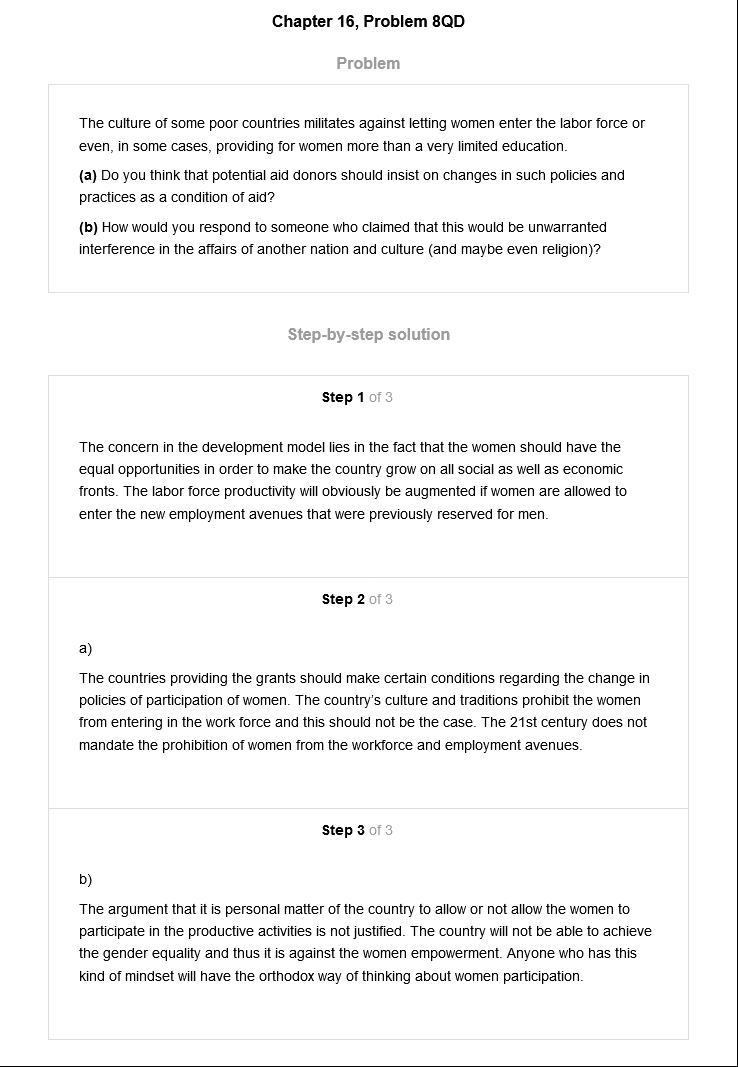 Chapter 16, Problem 8QD
Problem
The culture of some poor countries militates against letting women enter the labor force or
even, in some cases, providing for women more than a very limited education.
(a) Do you think that potential aid donors should insist on changes in such policies and
practices as a condition of aid?
(b) How would you respond to someone who claimed that this would be unwarranted
interference in the affairs of another nation and culture (and maybe even religion)?
Step-by-step solution
Step 1 of 3
The concern in the development model lies in the fact that the women should have the
equal opportunities in order to make the country grow on all social as well as economic
fronts. The labor force productivity will obviously be augmented if women are allowed to
enter the new employment avenues that were previously reserved for men.
Step 2 of 3
a)
The countries providing the grants should make certain conditions regarding the change in
policies of participation of women. The country's culture and traditions prohibit the women
from entering in the work force and this should not be the case. The 21st century does not
mandate the prohibition of women from the workforce and employment avenues.
Step 3 of 3
b)
The argument that it is personal matter of the country to allow or not allow the women to
participate in the productive activities is not justified. The country will not be able to achieve
the gender equality and thus it is against the women empowerment. Anyone who has this
kind of mindset will have the orthodox way of thinking about women participation.